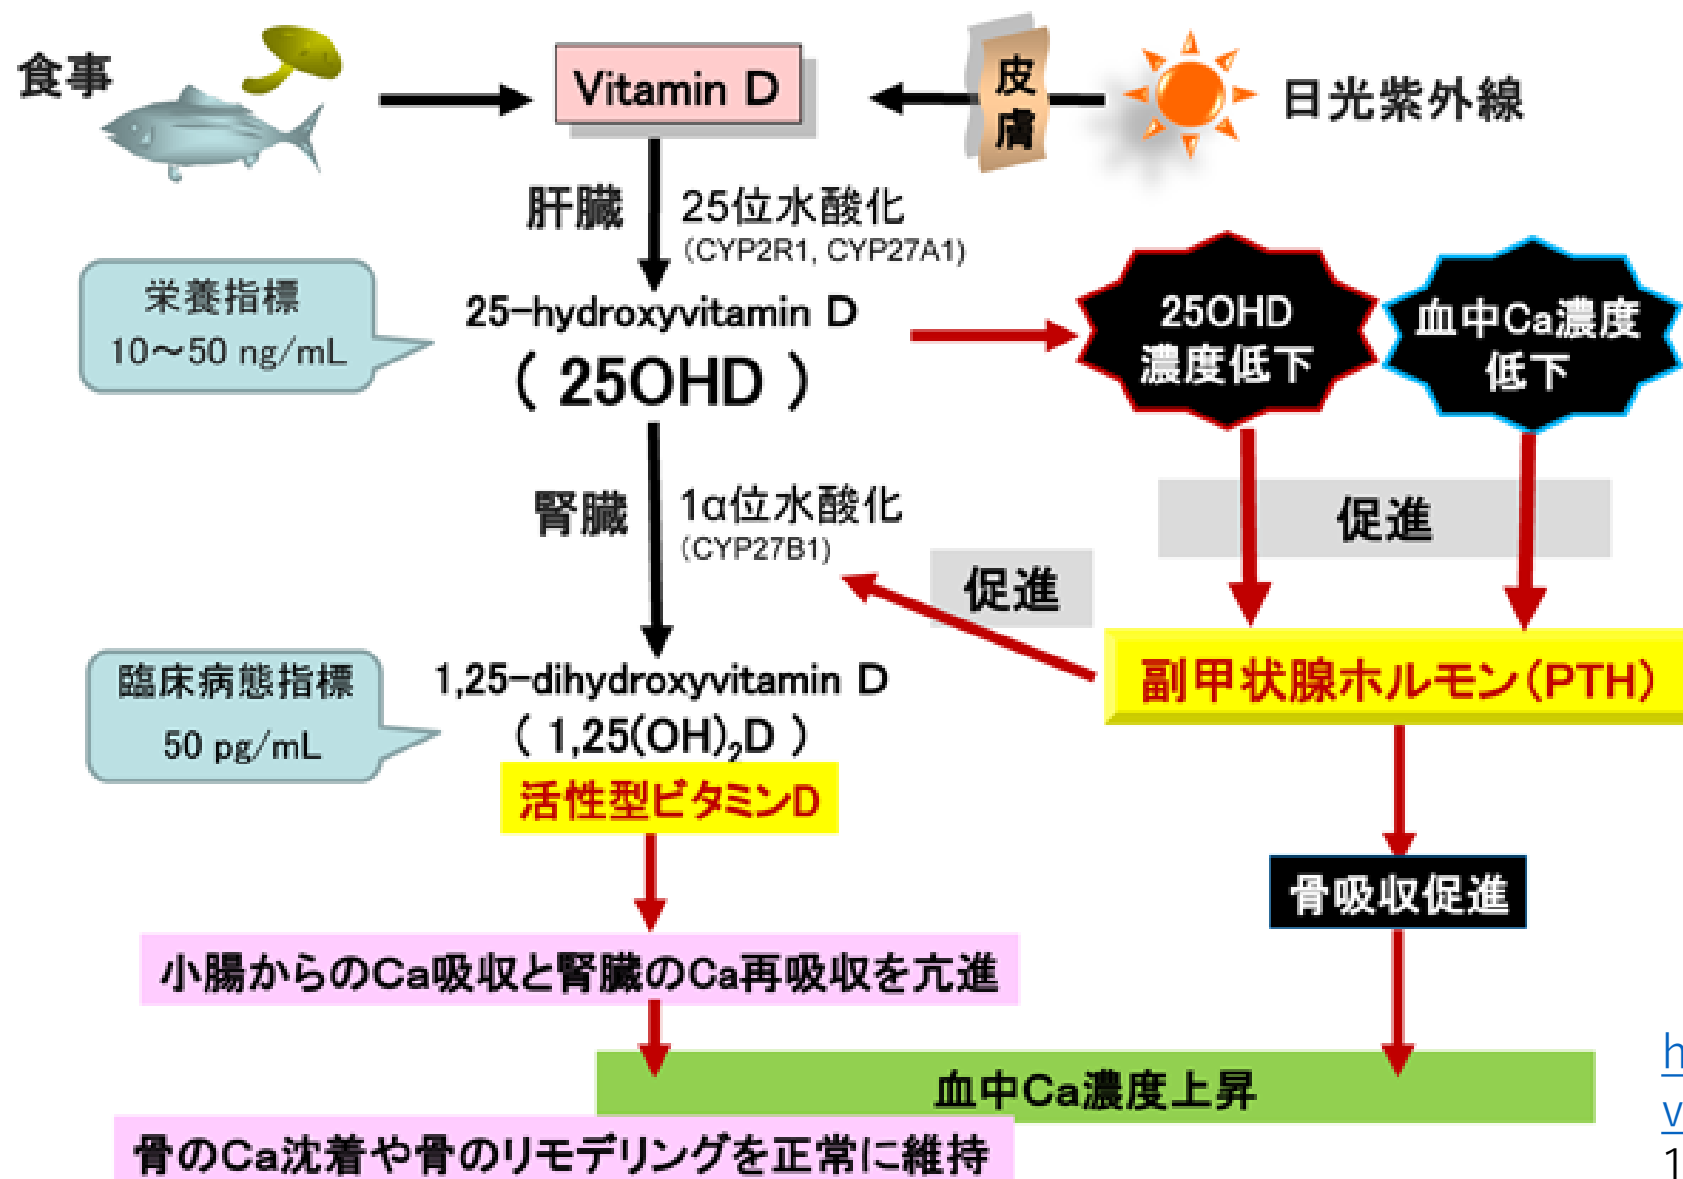 食事
Vitamin D
皮膚
日光紫外線
肝臓
25位水酸化
(CYP2R1, CYP27A1)
栄養指標
10～50 ng/mL
25-hydroxyvitamin D
( 25OHD )
25OHD
濃度低下
血中Ca濃度
低下
腎臓
1α位水酸化
(CYP27B1)
促進
促進
副甲状腺ホルモン(PTH)
臨床病態指標
50 pg/mL
1,25-dihydroxyvitamin D
( 1,25(OH)₂D )
活性型ビタミンD
骨吸収促進
小腸からのCa吸収と腎臓のCa再吸収を亢進
血中Ca濃度上昇
骨のCa沈着や骨のリモデリングを正常に維持
h
v
1